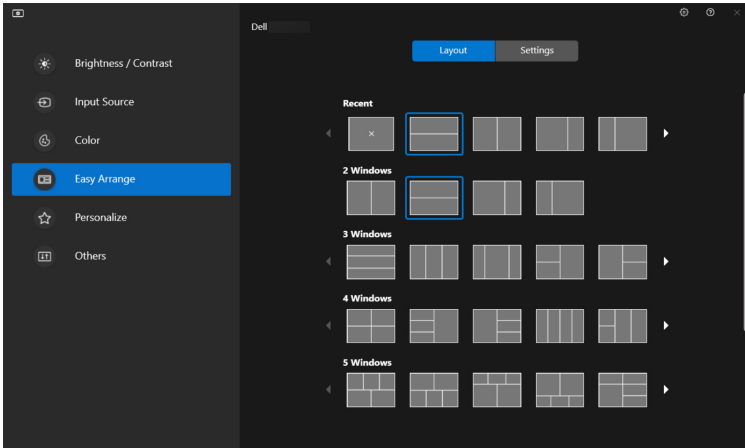 Dell
Layout
Settings
Brightness / Contrast
Input Source
Color
Easy Arrange
Personalize
Others
Recent
2 Windows
3 Windows
4 Windows
5 Windows